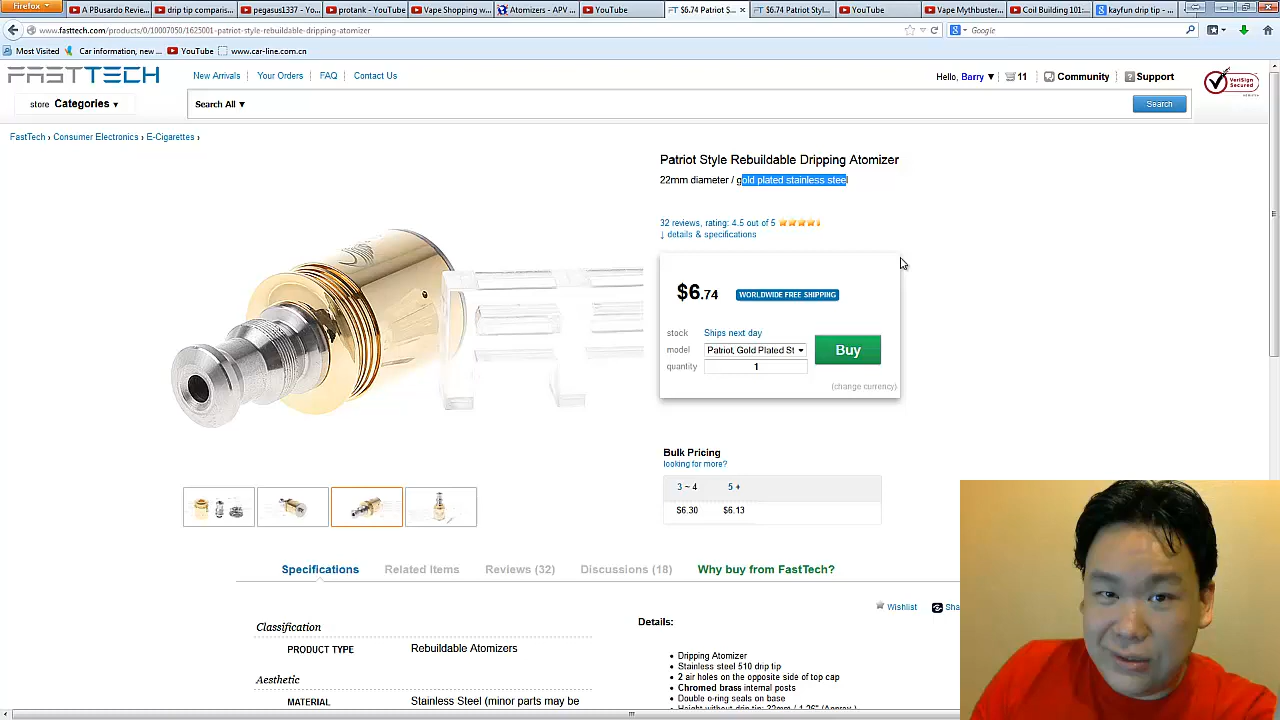 Firefox
A PBusardo Review...
drip tip comparis...
pegasus1337 - Yo...
protank - YouTube
Vape Shopping w...
Atomizers - APV ...
YouTube
$6.74 Patriot S...
$6.74 Patriot Styl...
YouTube
Vape Mythbuster...
Coil Building 101:...
kayfun drip tip - ...
www.fasttech.com/products/0/10007050/1625001-patriot-style-rebuildable-dripping-atomizer
Google
Most Visited
Car information, new ...
YouTube
www.car-line.com.cn
FASTTECH
New Arrivals
Your Orders
FAQ
Contact Us
Hello, Barry ▼
11
Community
Support
VeriSign
Secured
store Categories ▼
Search All ▼
Search
FastTech › Consumer Electronics › E-Cigarettes ›
Patriot Style Rebuildable Dripping Atomizer
22mm diameter / gold plated stainless steel
32 reviews, rating: 4.5 out of 5
↓ details & specifications
$6.74
WORLDWIDE FREE SHIPPING
stock
Ships next day
model
Patriot, Gold Plated St
quantity
1
Buy
(change currency)
Bulk Pricing
looking for more?
3 ~ 4
5 +
$6.30
$6.13
Specifications
Related Items
Reviews (32)
Discussions (18)
Why buy from FastTech?
Wishlist
Sha
Classification
PRODUCT TYPE
Rebuildable Atomizers
Aesthetic
MATERIAL
Stainless Steel (minor parts may be
Details:
Dripping Atomizer
Stainless steel 510 drip tip
2 air holes on the opposite side of top cap
Chromed brass internal posts
Double o-ring seals on base
Height without drip tip: 32mm / 1.26" (Approx.)